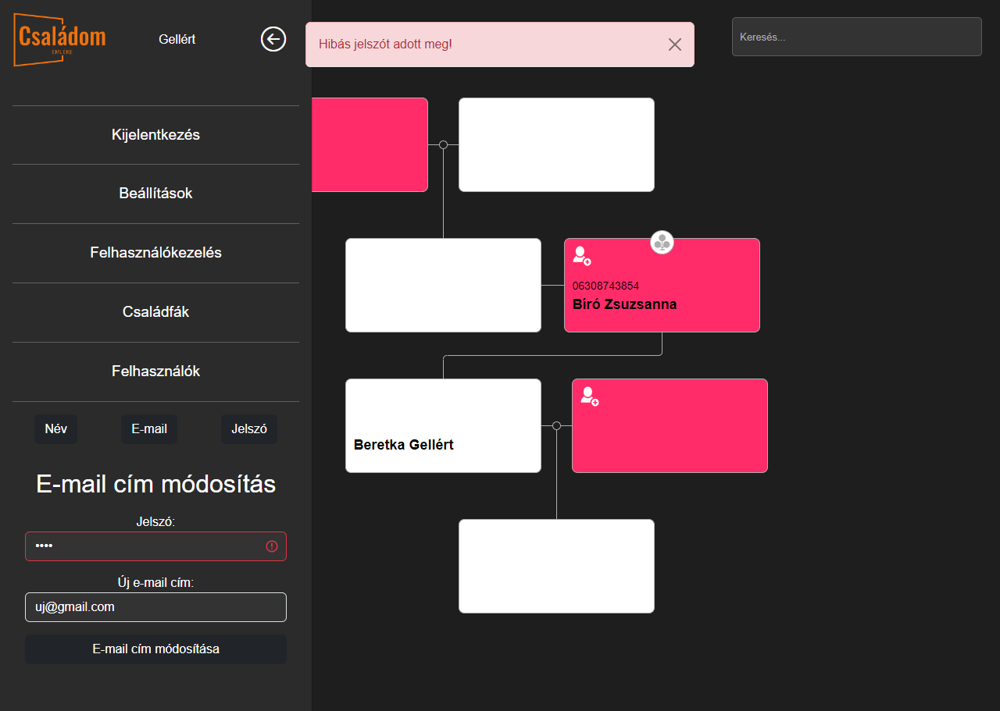 Családom
EMLÉKE
Gellért
Hibás jelszót adott meg!
Keresés...
Kijelentkezés
Beállítások
Felhasználókezelés
Családfák
Felhasználók
Név
E-mail
Jelszó
E-mail cím módosítás
Jelszó:
••••
Új e-mail cím:
uj@gmail.com
E-mail cím módosítása
06308743854
Bíró Zsuzsanna
Beretka Gellért